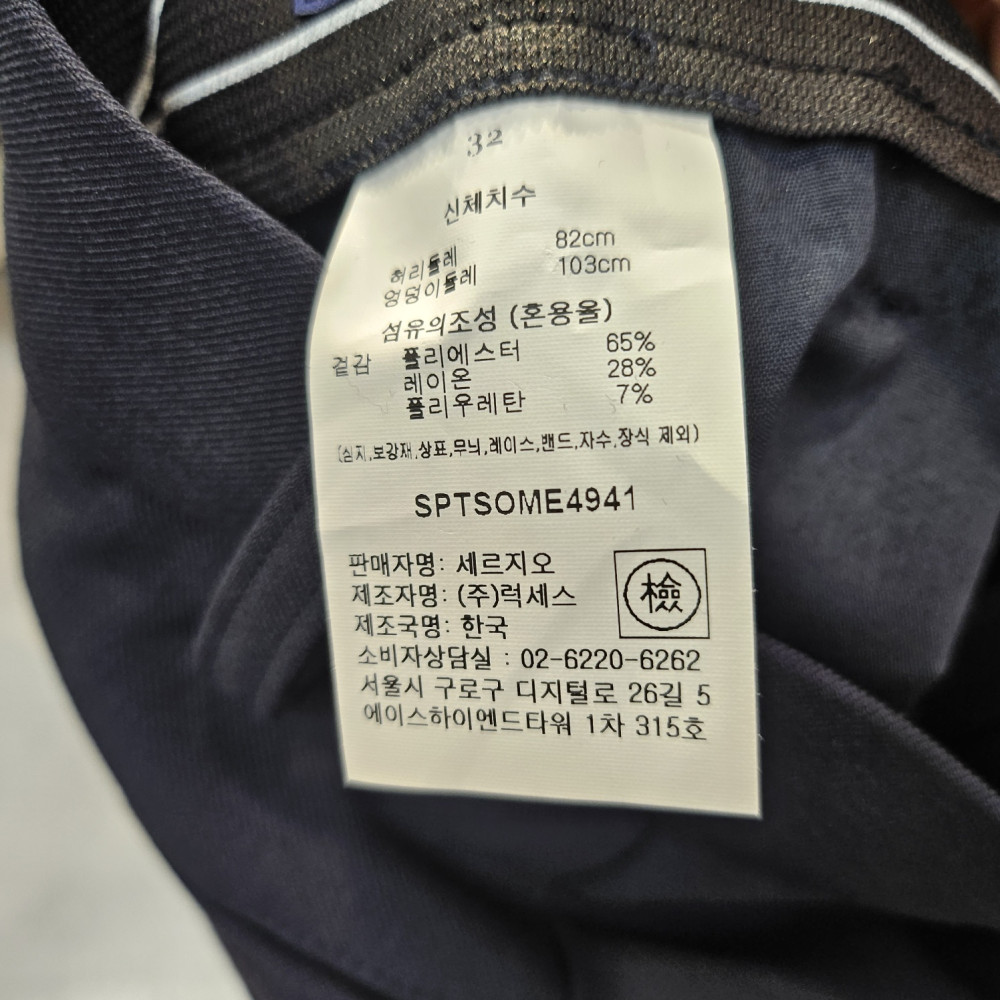 32
신체치수
허리둘레 82cm
엉덩이둘레 103cm
섬유의조성 (혼용율)
겉감 폴리에스터 65%
레이온 28%
폴리우레탄 7%
(심지,보강재,상표,무늬,레이스,밴드,자수,장식 제외)
SPTSOME4941
판매자명: 세르지오
제조자명: (주)럭세스
檢
제조국명: 한국
소비자상담실 : 02-6220-6262
서울시 구로구 디지털로 26길 5
에이스하이엔드타워 1차 315호